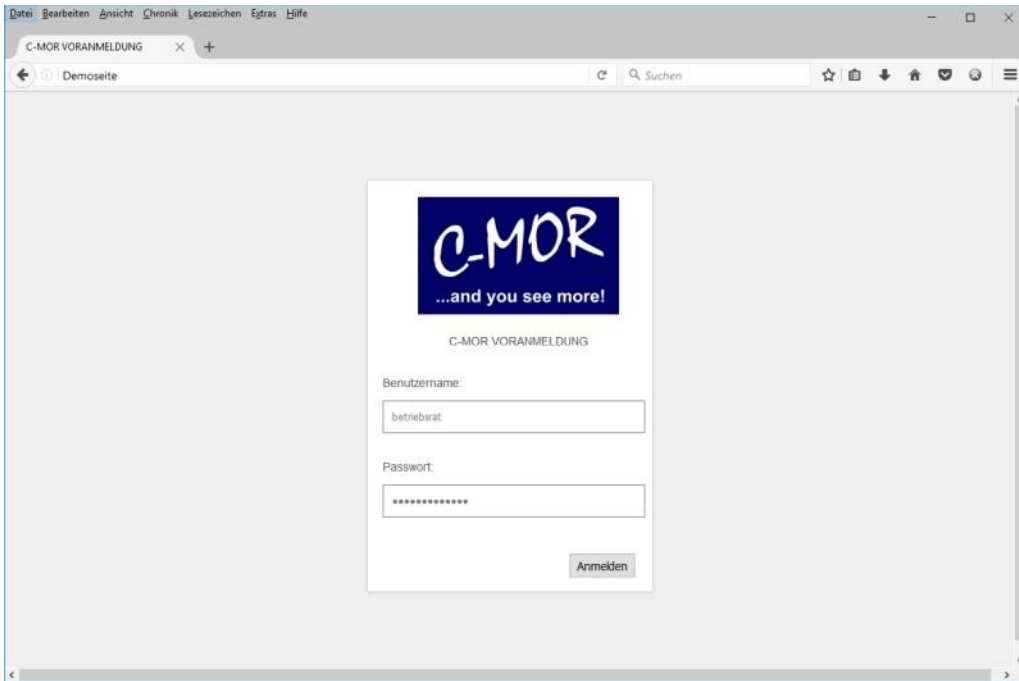 Datei Bearbeiten Ansicht Chronik Lesezeichen Extras Hilfe
C-MOR VORANMELDUNG
Demoseite
Suchen
C-MOR
...and you see more!
C-MOR VORANMELDUNG
Benutzername:
betriebsrat
Passwort:
•••••••••••••
Anmelden